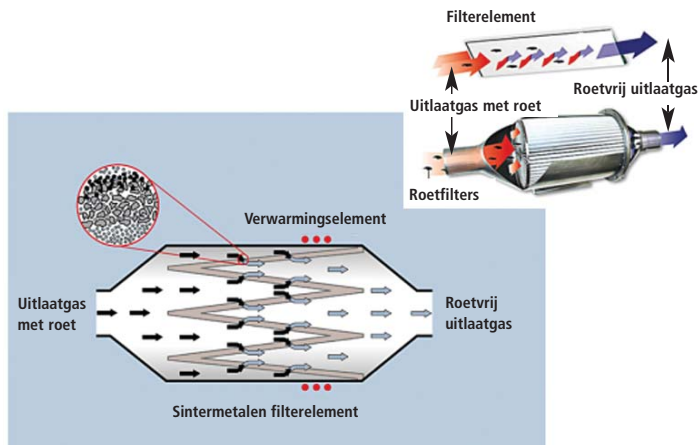 Filterelement
Roetvrij uitlaatgas
Uitlaatgas met roet
Roetfilters
Verwarmingselement
Uitlaatgas
met roet
Roetvrij
uitlaatgas
Sintermetalen filterelement